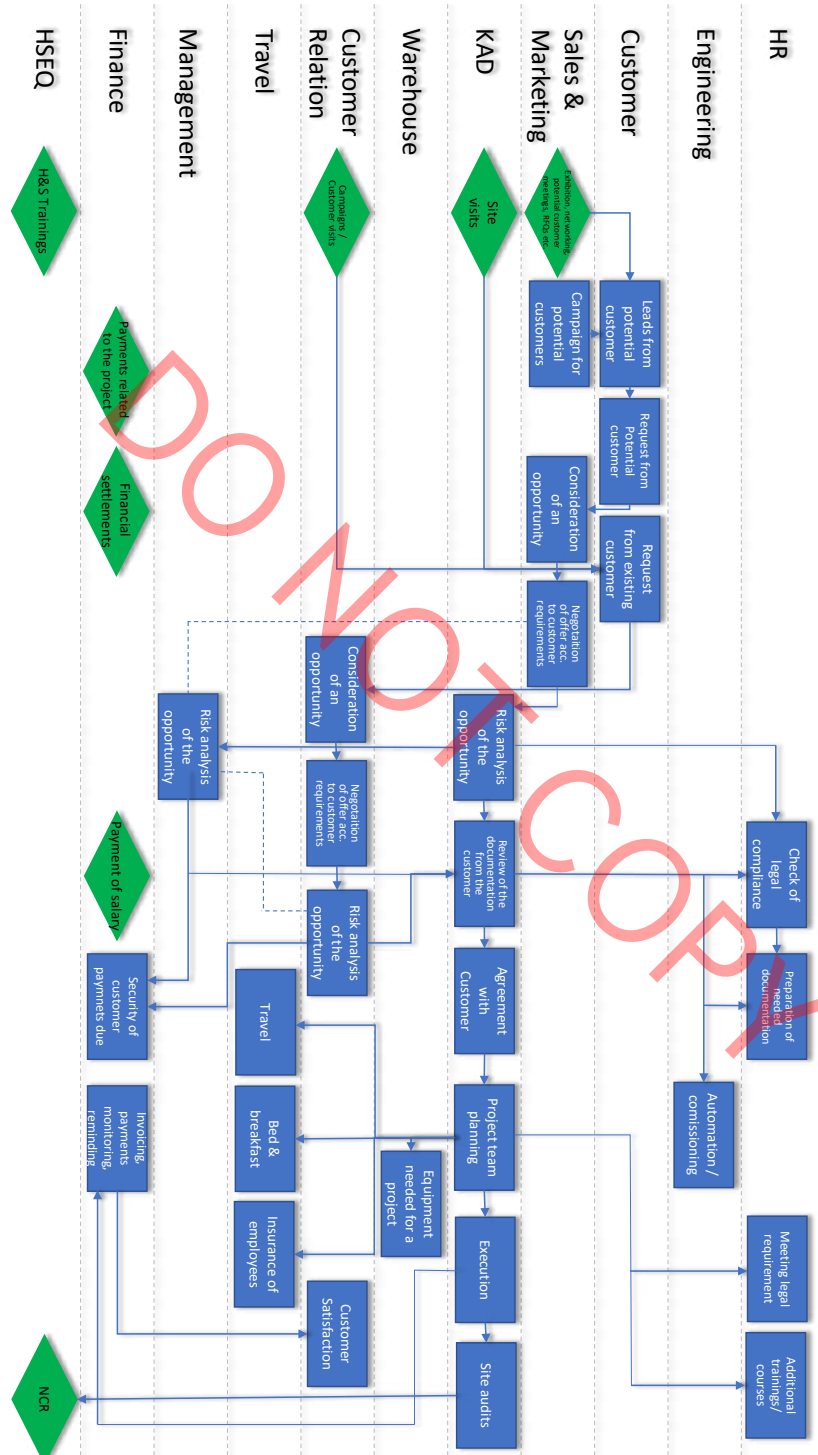 HR
Engineering
Customer
Sales &
Marketing
KAD
Warehouse
Customer
Relation
Travel
Management
Finance
HSEQ
Check of
legal
compliance
Preparation of
needed
documentation
Meeting legal
requirement
Additional
trainings/
courses
Automation /
comissioning
Leads from
potential
customer
Request from
Potential
customer
Request
from existing
customer
Exhibition, networking,
potential customer
meetings, RFQs etc.
Campaign for
potential
customers
Consideration
of an
opportunity
Negotaition
of offer acc.
to customer
requirements
Site
visits
Risk analysis
of the
opportunity
Review of the
documentation
from the
customer
Agreement
with
Customer
Project team
planning
Execution
Site audits
Equipment
needed for a
project
Campaigns /
Customer visits
Consideration
of an
opportunity
Negotaition
of offer acc.
to customer
requirements
Risk analysis
of the
opportunity
Customer
Satisfaction
Travel
Bed &
breakfast
Insurance of
employees
Risk analysis
of the
opportunity
Payments related
to the project
Financial
settlements
Payment of salary
Security of
customer
paymnets due
Invoicing,
payments
monitoring,
reminding
H&S Trainings
NCR
DO NOT COPY